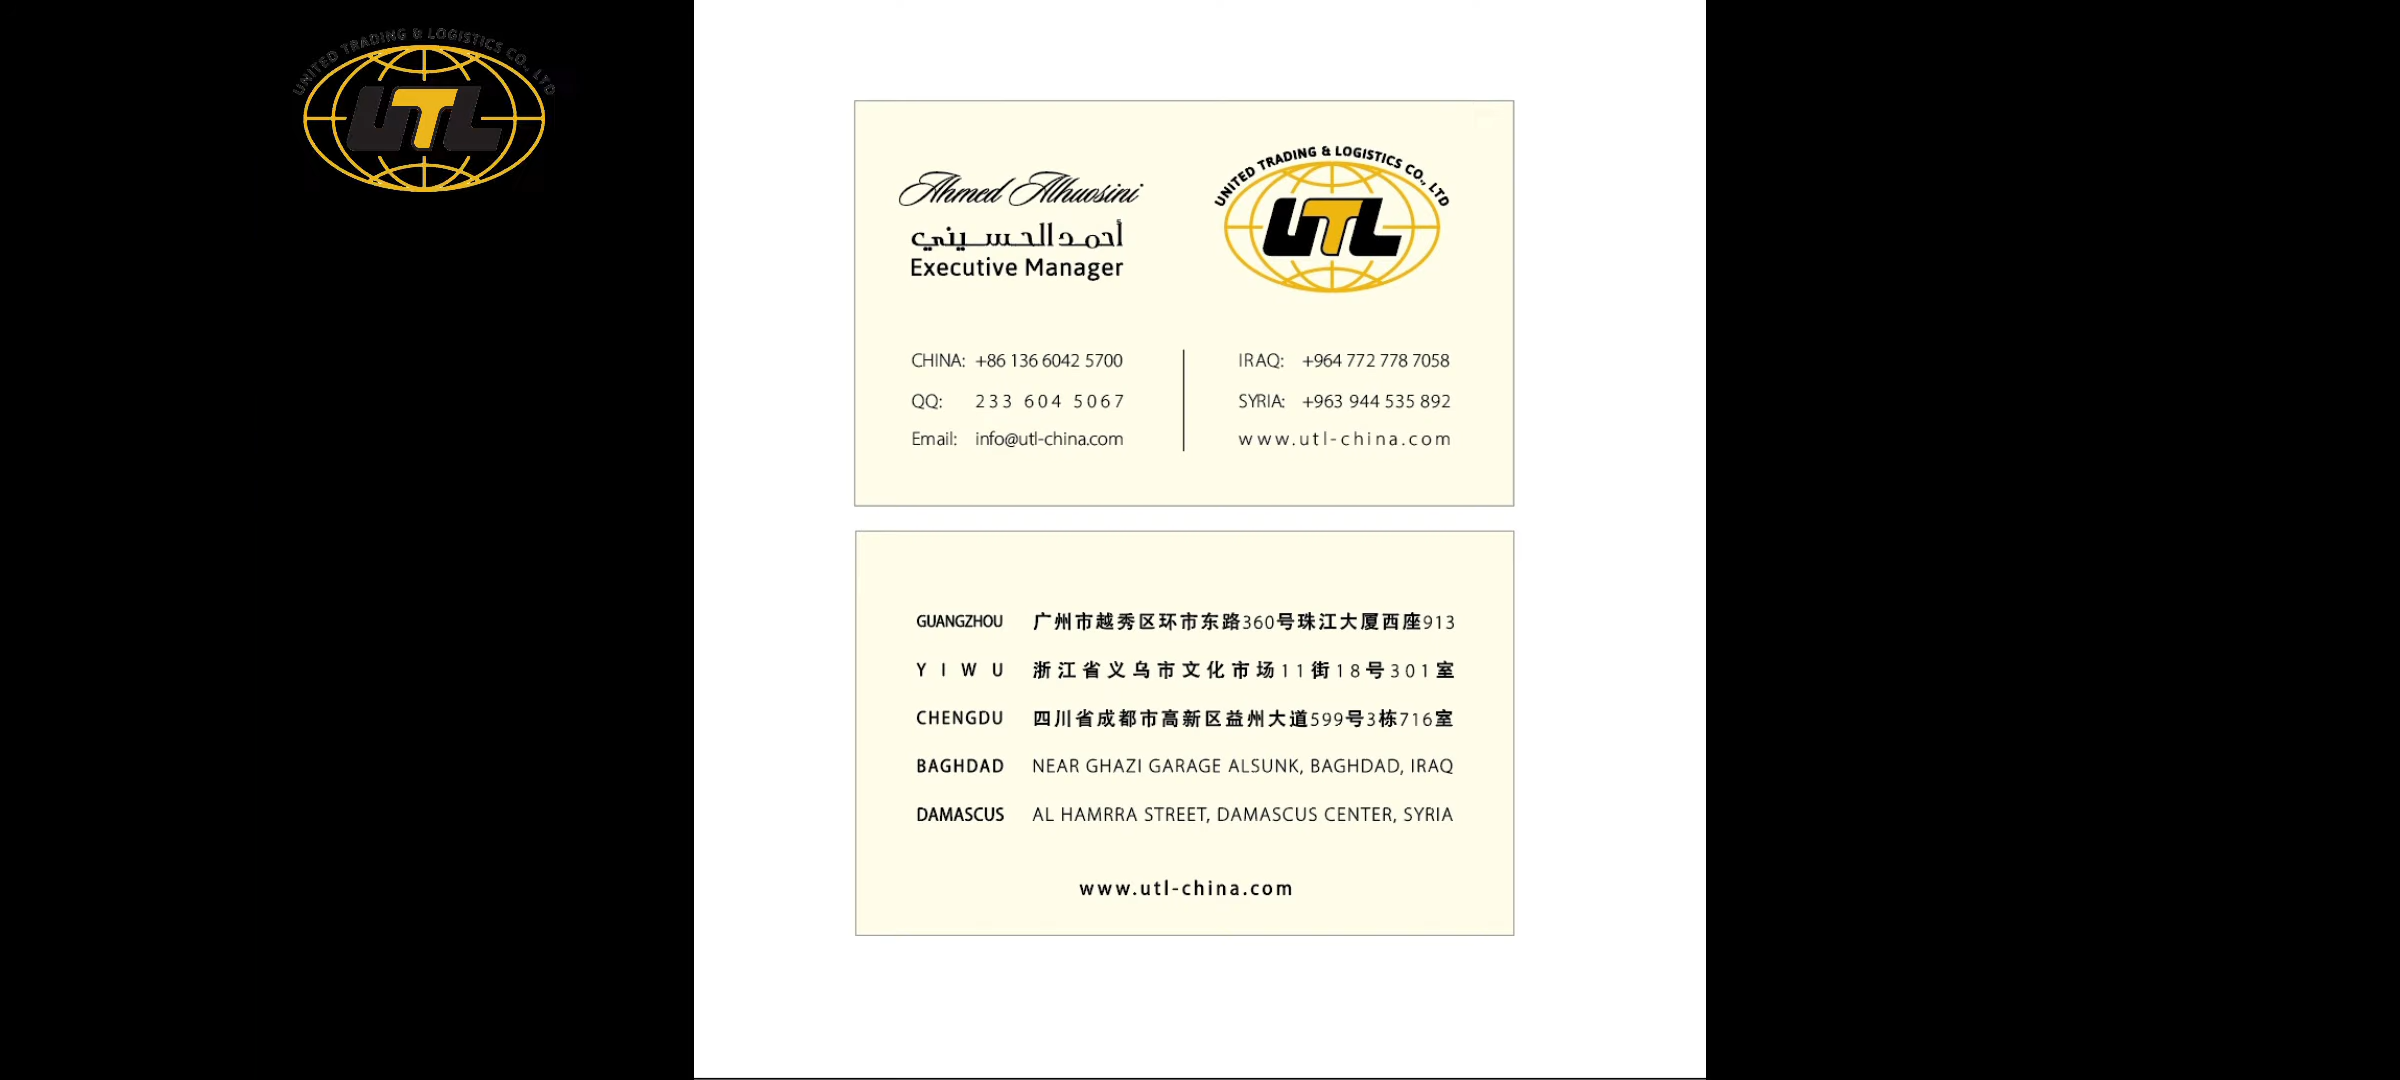 UNITED TRADING & LOGISTICS CO., LTD
UTL
UNITED TRADING & LOGISTICS CO., LTD
UTL
Ahmed Alhuosini
أحمد الحسيني
Executive Manager
CHINA: +86 136 6042 5700
QQ: 233 604 5067
Email: info@utl-china.com
IRAQ: +964 772 778 7058
SYRIA: +963 944 535 892
www.utl-china.com
GUANGZHOU 广州市越秀区环市东路360号珠江大厦西座913
YIWU 浙江省义乌市文化市场11街18号301室
CHENGDU 四川省成都市高新区益州大道599号3栋716室
BAGHDAD NEAR GHAZI GARAGE ALSUNK, BAGHDAD, IRAQ
DAMASCUS AL HAMRRA STREET, DAMASCUS CENTER, SYRIA
www.utl-china.com